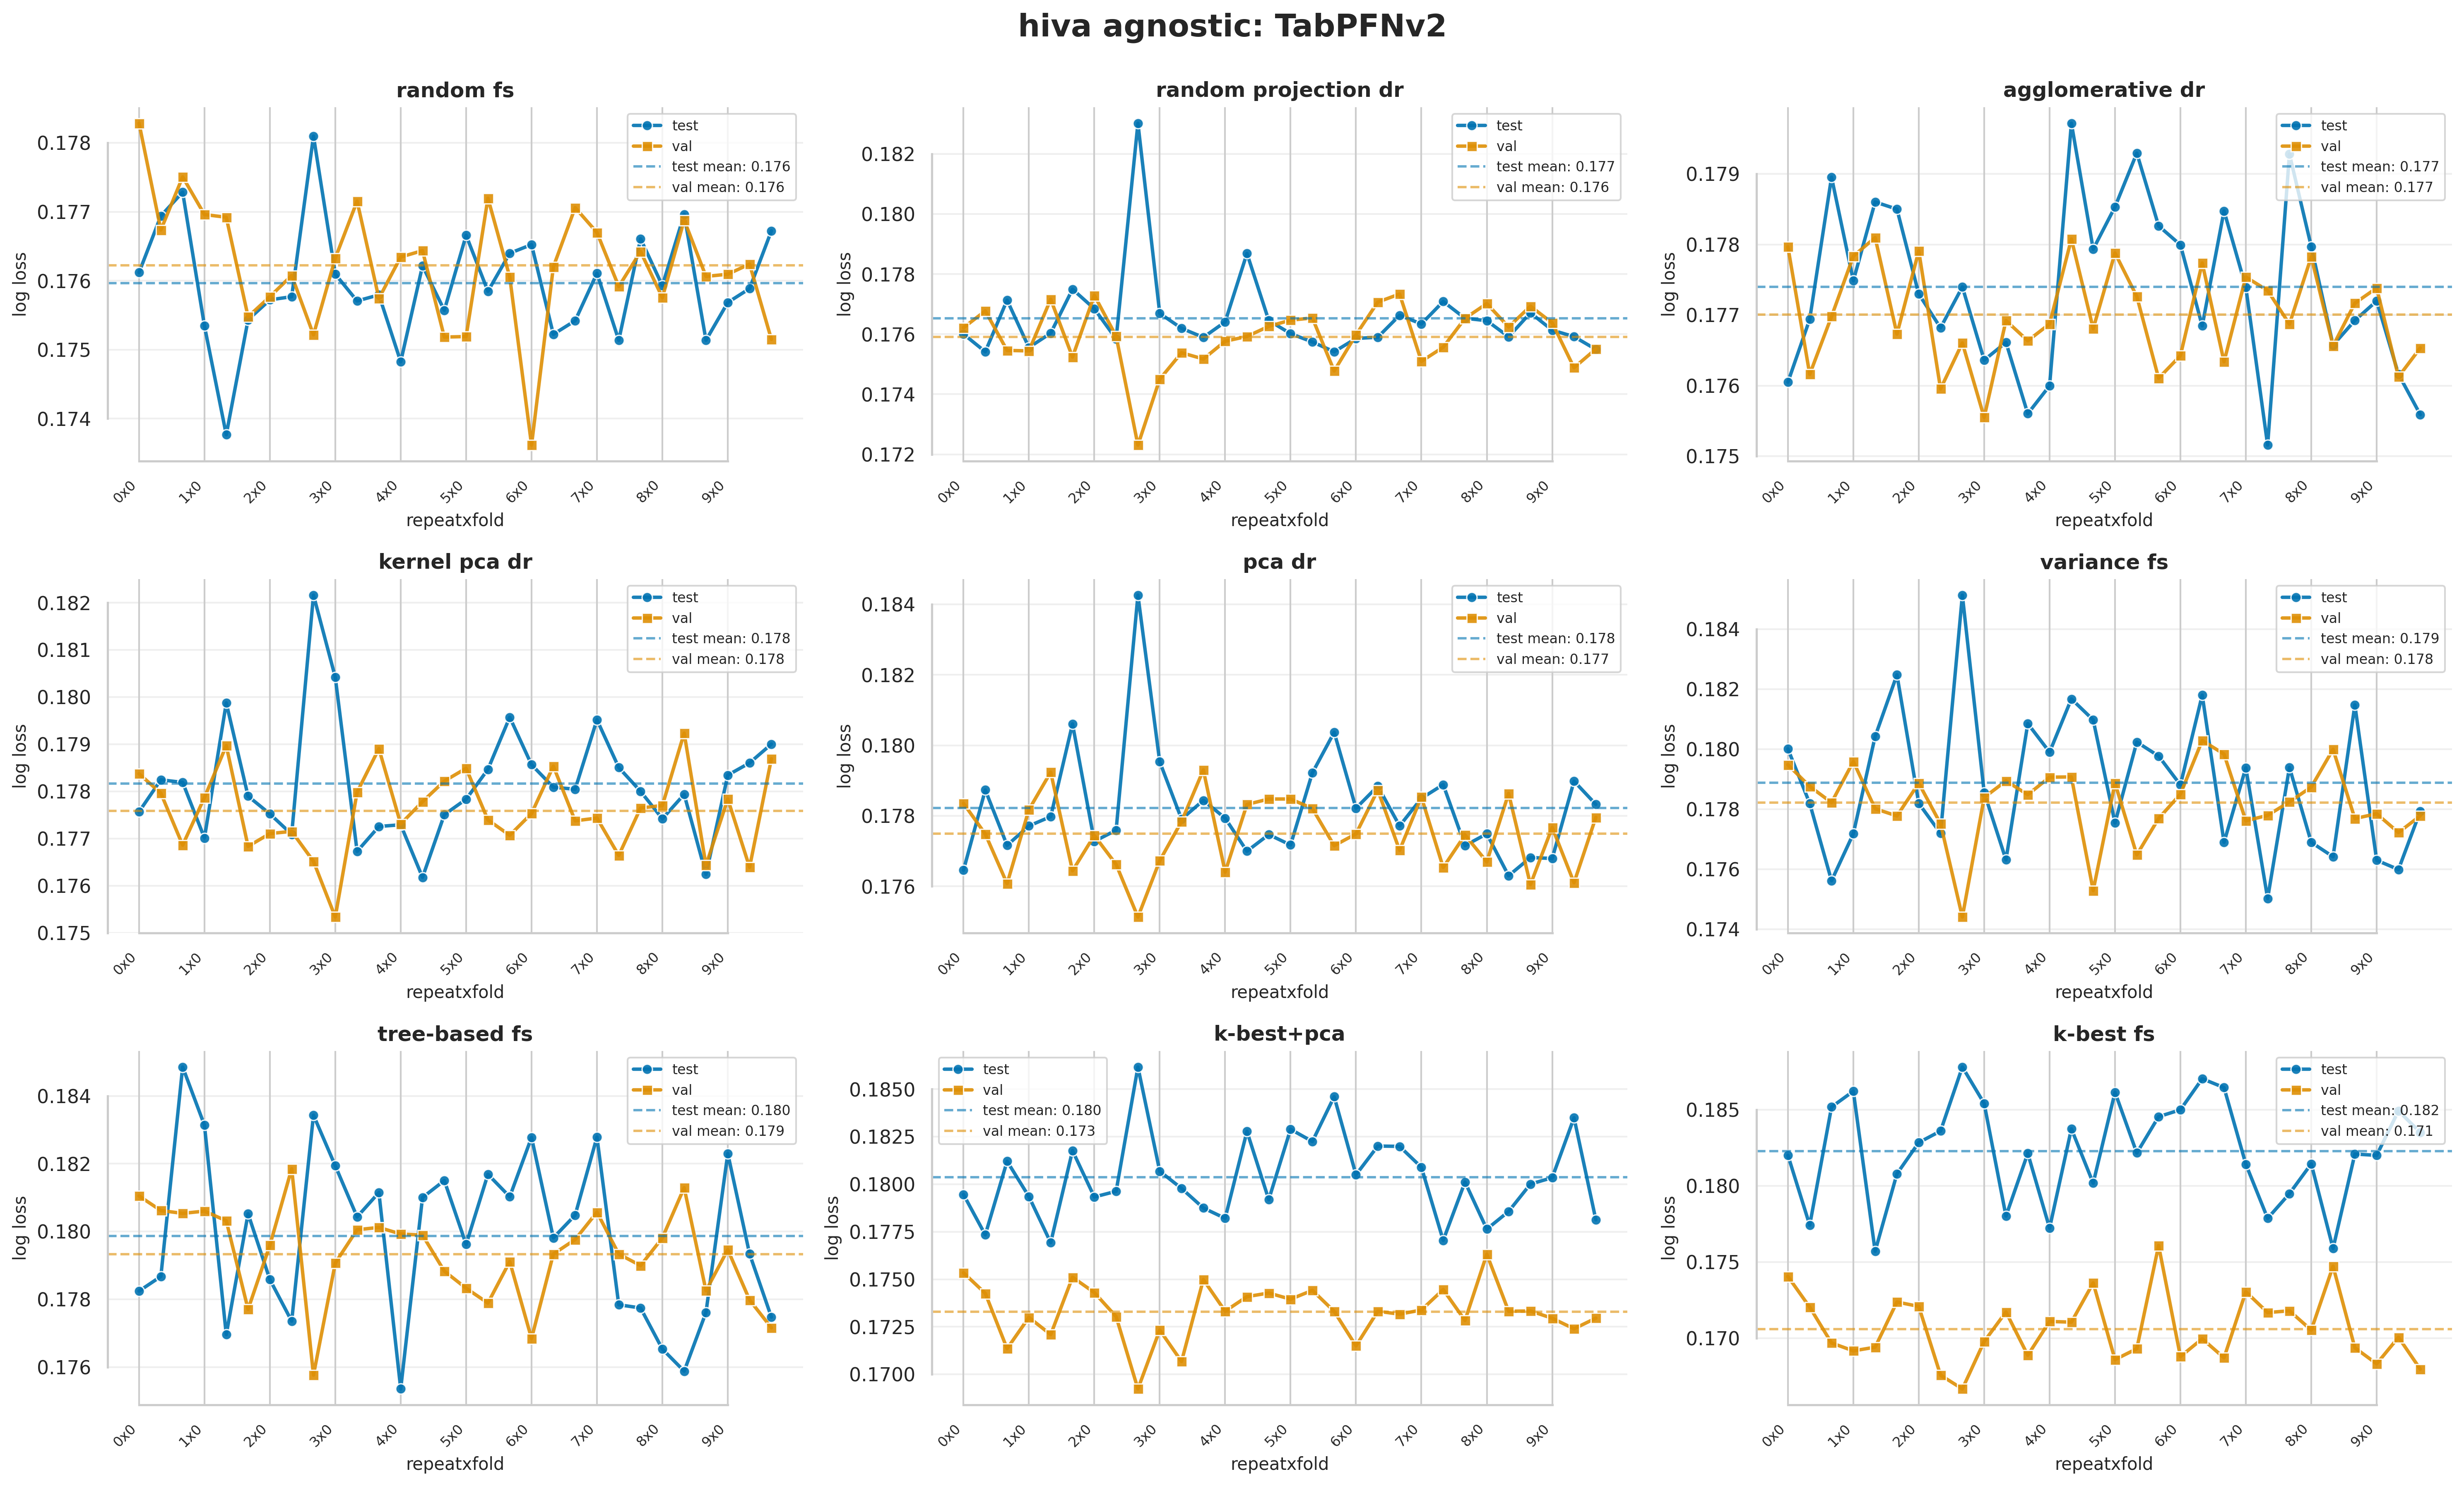 hiva agnostic: TabPFNv2
random fs
log loss
0.178
0.177
0.176
0.175
0.174
test
val
test mean: 0.176
val mean: 0.176
0x0 1x0 2x0 3x0 4x0 5x0 6x0 7x0 8x0 9x0
repeatxfold
random projection dr
log loss
0.182
0.180
0.178
0.176
0.174
0.172
test
val
test mean: 0.177
val mean: 0.176
0x0 1x0 2x0 3x0 4x0 5x0 6x0 7x0 8x0 9x0
repeatxfold
agglomerative dr
log loss
0.179
0.178
0.177
0.176
0.175
test
val
test mean: 0.177
val mean: 0.177
0x0 1x0 2x0 3x0 4x0 5x0 6x0 7x0 8x0 9x0
repeatxfold
kernel pca dr
log loss
0.182
0.181
0.180
0.179
0.178
0.177
0.176
0.175
test
val
test mean: 0.178
val mean: 0.178
0x0 1x0 2x0 3x0 4x0 5x0 6x0 7x0 8x0 9x0
repeatxfold
pca dr
log loss
0.184
0.182
0.180
0.178
0.176
test
val
test mean: 0.178
val mean: 0.177
0x0 1x0 2x0 3x0 4x0 5x0 6x0 7x0 8x0 9x0
repeatxfold
variance fs
log loss
0.184
0.182
0.180
0.178
0.176
0.174
test
val
test mean: 0.179
val mean: 0.178
0x0 1x0 2x0 3x0 4x0 5x0 6x0 7x0 8x0 9x0
repeatxfold
tree-based fs
log loss
0.184
0.182
0.180
0.178
0.176
test
val
test mean: 0.180
val mean: 0.179
0x0 1x0 2x0 3x0 4x0 5x0 6x0 7x0 8x0 9x0
repeatxfold
k-best+pca
log loss
0.1850
0.1825
0.1800
0.1775
0.1750
0.1725
0.1700
test
val
test mean: 0.180
val mean: 0.173
0x0 1x0 2x0 3x0 4x0 5x0 6x0 7x0 8x0 9x0
repeatxfold
k-best fs
log loss
0.185
0.180
0.175
0.170
test
val
test mean: 0.182
val mean: 0.171
0x0 1x0 2x0 3x0 4x0 5x0 6x0 7x0 8x0 9x0
repeatxfold